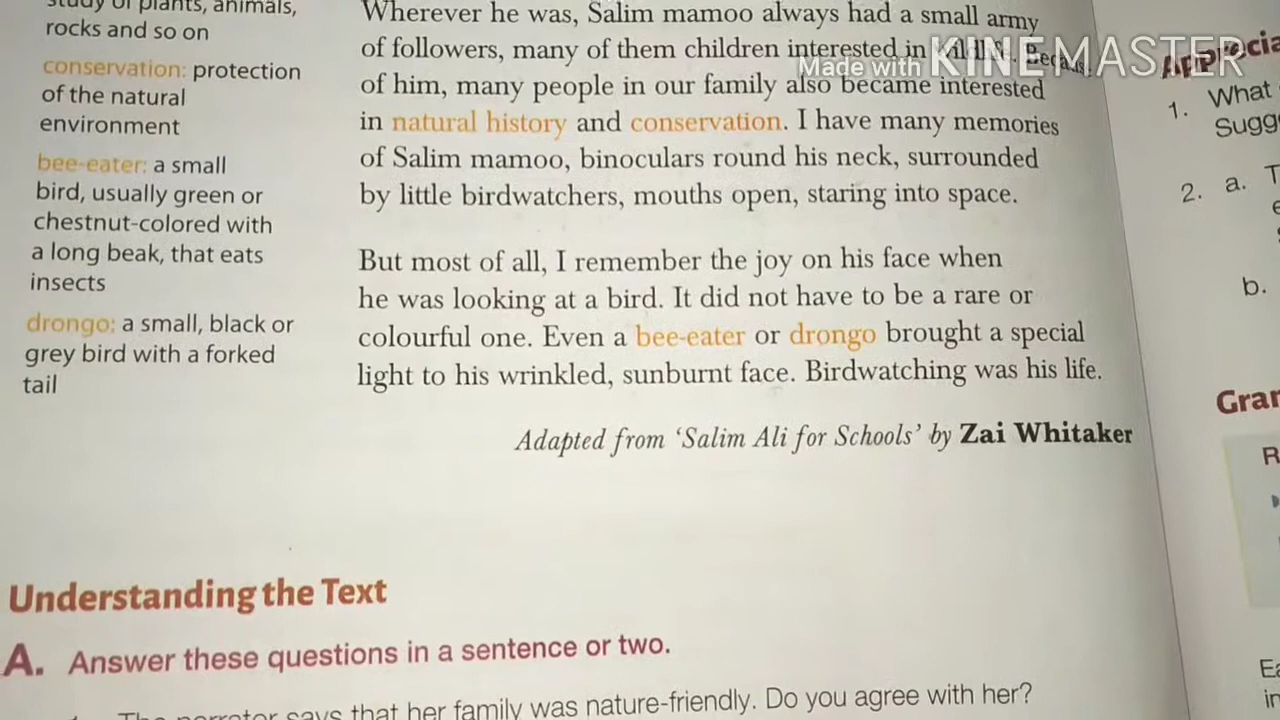 study of plants, animals,
rocks and so on
conservation: protection
of the natural
environment
bee-eater: a small
bird, usually green or
chestnut-colored with
a long beak, that eats
insects
drongo: a small, black or
grey bird with a forked
tail
Wherever he was, Salim mamoo always had a small army
of followers, many of them children interested in
of him, many people in our family also became interested
in natural history and conservation. I have many memories
of Salim mamoo, binoculars round his neck, surrounded
by little birdwatchers, mouths open, staring into space.
But most of all, I remember the joy on his face when
he was looking at a bird. It did not have to be a rare or
colourful one. Even a bee-eater or drongo brought a special
light to his wrinkled, sunburnt face. Birdwatching was his life.
Adapted from 'Salim Ali for Schools' by Zai Whitaker
Understanding the Text
A. Answer these questions in a sentence or two.
The narrator says that her family was nature-friendly. Do you agree with her?
Made with KINEMASTER
1. What
2. a.
b.